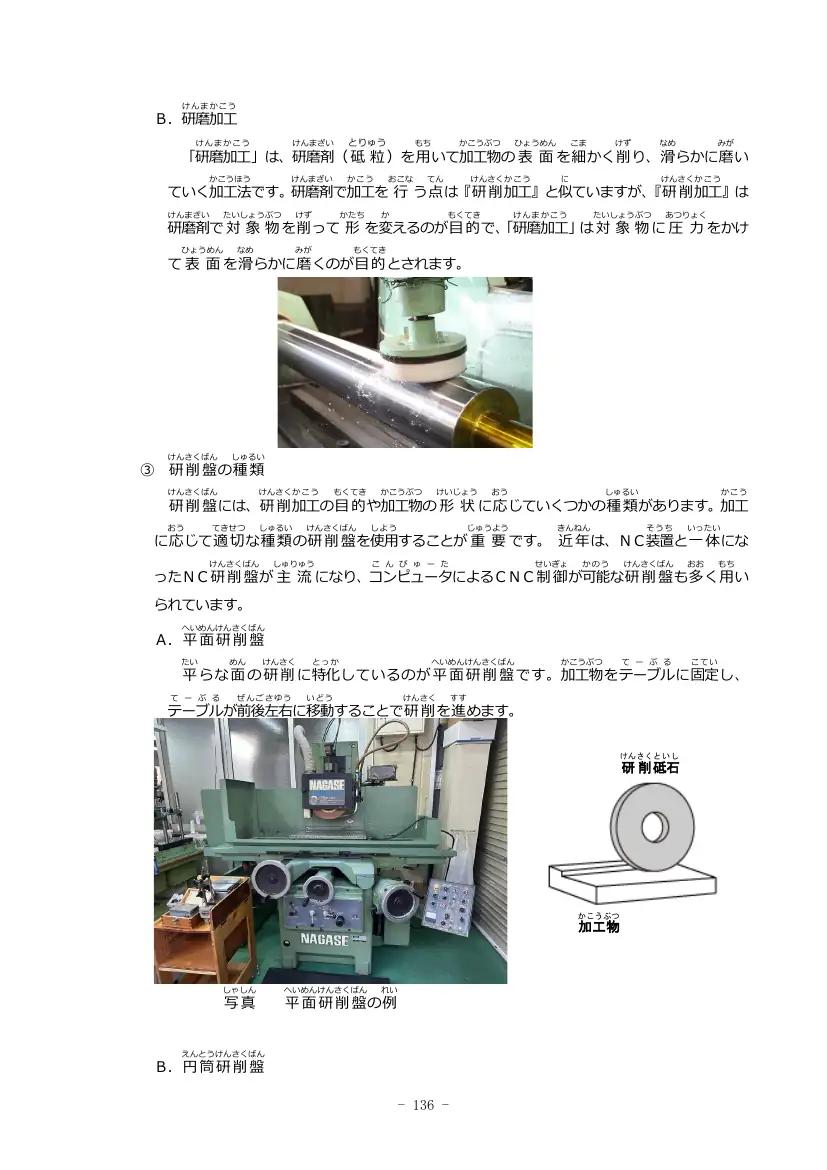 B. 研磨加工
「研磨加工」は、研磨剤（砥粒）を用いて加工物の表面を細かく削り、滑らかに磨い
ていく加工法です。研磨剤で加工を行う点は『研削加工』と似ていますが、『研削加工』は
研磨剤で対象物を削って形を変えるのが目的で、「研磨加工」は対象物に圧力をかけ
て表面を滑らかに磨くのが目的とされます。
③ 研削盤の種類
研削盤には、研削加工の目的や加工物の形状に応じていくつかの種類があります。加工
に応じて適切な種類の研削盤を使用することが重要です。 近年は、ＮＣ装置と一体にな
ったＮＣ研削盤が主流になり、コンピュータによるＣＮＣ制御が可能な研削盤も多く用い
られています。
A. 平面研削盤
平らな面の研削に特化しているのが平面研削盤です。加工物をテーブルに固定し、
テーブルが前後左右に移動することで研削を進めます。
NAGASE
NAGASE
研削砥石
加工物
写真 平面研削盤の例
B. 円筒研削盤
- 136 -